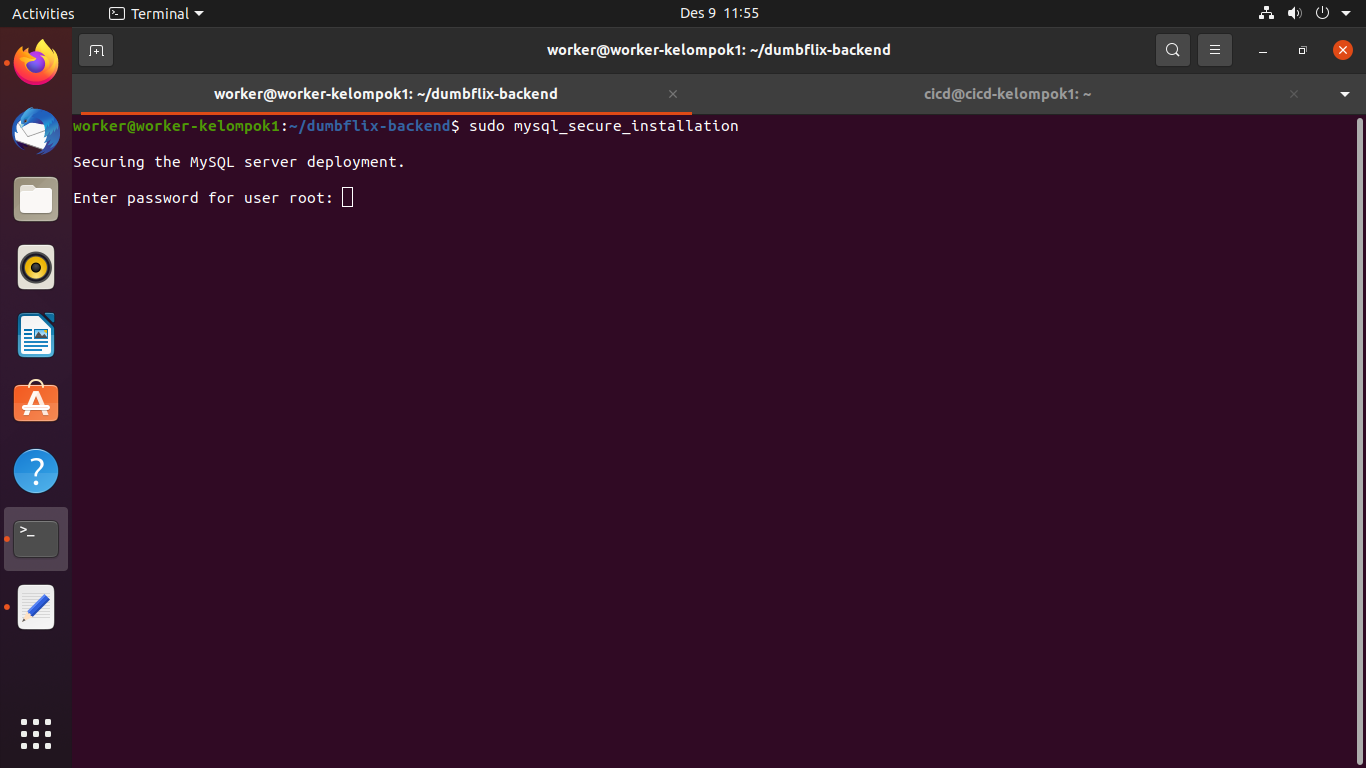 Activities
Terminal
Des 9 11:55
worker@worker-kelompok1: ~/dumbflix-backend
worker@worker-kelompok1: ~/dumbflix-backend
cicd@cicd-kelompok1: ~
worker@worker-kelompok1:~/dumbflix-backend$ sudo mysql_secure_installation
Securing the MySQL server deployment.
Enter password for user root: